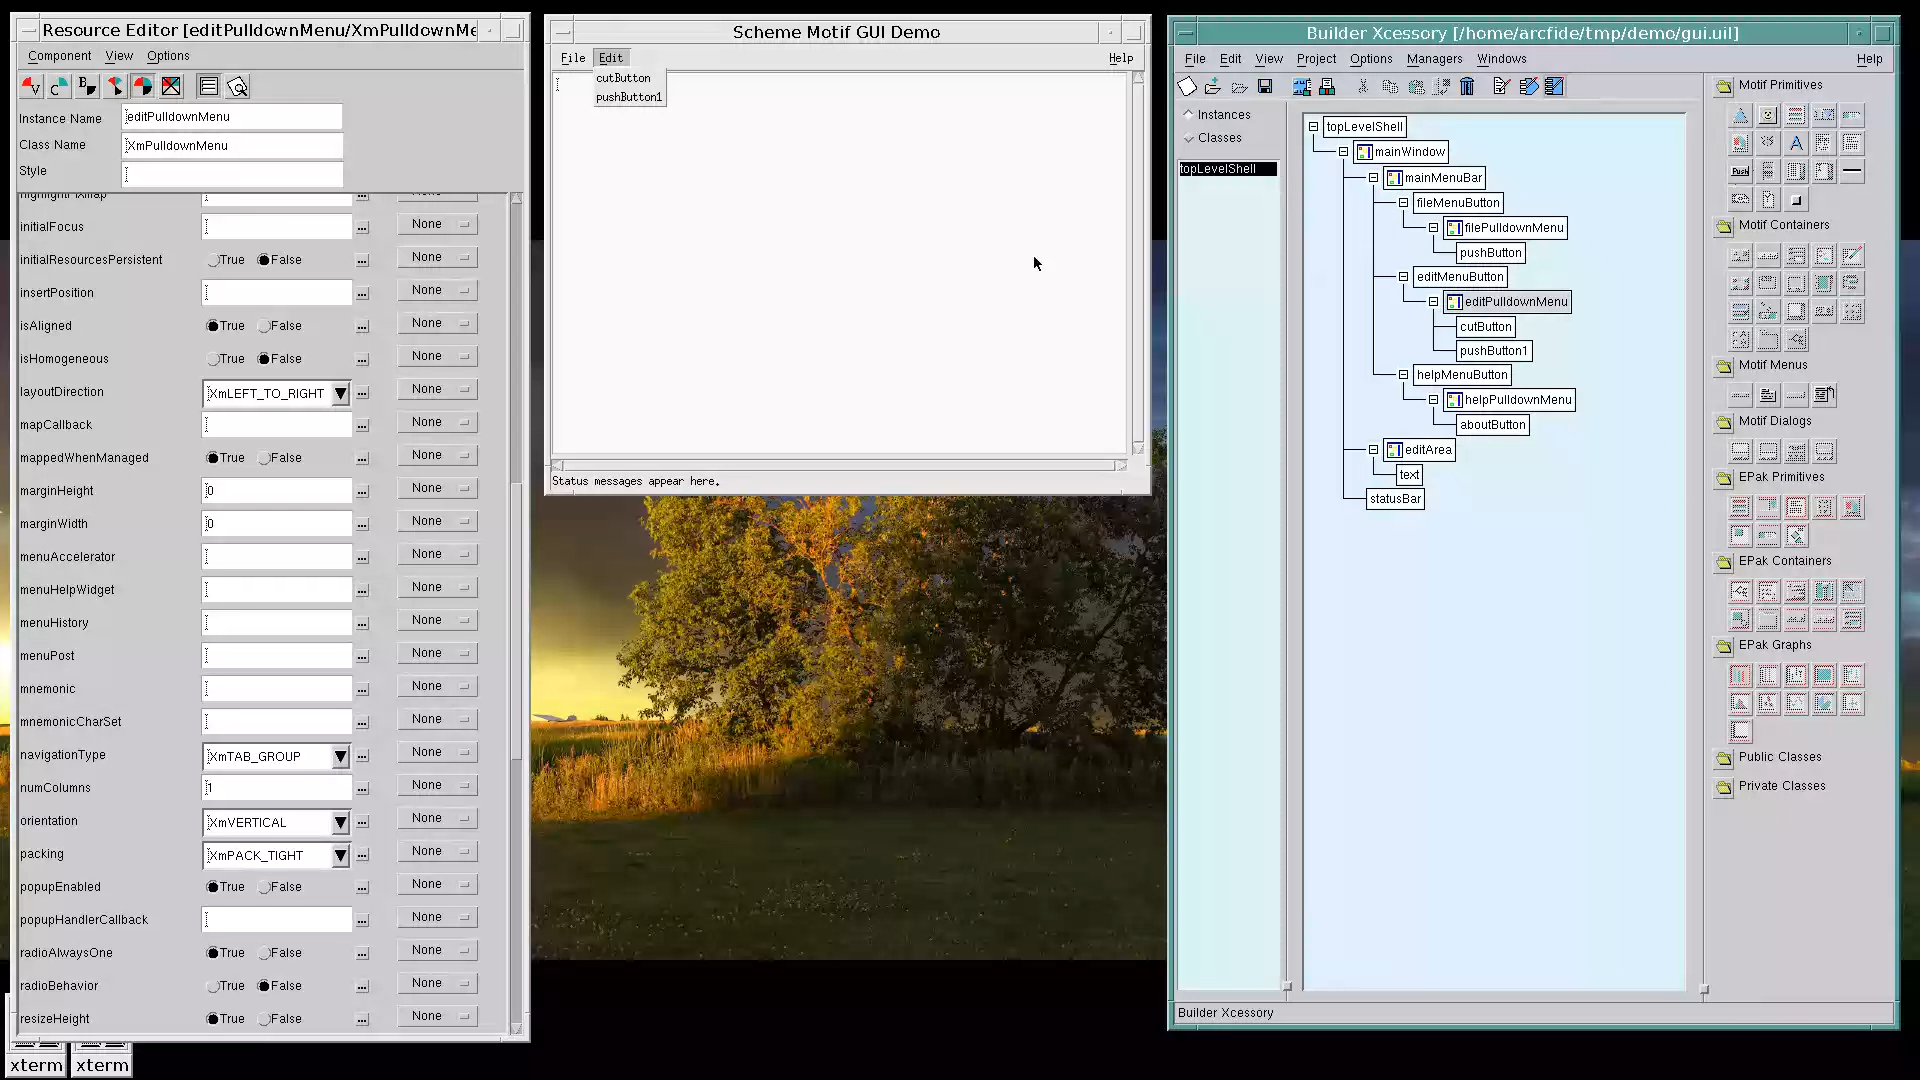 Resource Editor [editPulldownMenu/XmPulldownMe
Component View Options
Instance Name editPulldownMenu
Class Name XmPulldownMenu
Style
initialFocus None
initialResourcesPersistent True False None
insertPosition None
isAligned True False None
isHomogeneous True False None
layoutDirection XmLEFT_TO_RIGHT None
mapCallback None
mappedWhenManaged True False None
marginHeight 0 None
marginWidth 0 None
menuAccelerator None
menuHelpWidget None
menuHistory None
menuPost None
mnemonic None
mnemonicCharSet None
navigationType XmTAB_GROUP None
numColumns 1 None
orientation XmVERTICAL None
packing XmPACK_TIGHT None
popupEnabled True False None
popupHandlerCallback None
radioAlwaysOne True False None
radioBehavior True False None
resizeHeight True False None
xterm xterm
Scheme Motif GUI Demo
File Edit Help
cutButton
pushButton1
Status messages appear here.
Builder Xcessory [/home/arcfide/tmp/demo/gui.uil]
File Edit View Project Options Managers Windows Help
Instances
Classes
topLevelShell
topLevelShell
mainWindow
mainMenuBar
fileMenuButton
filePulldownMenu
pushButton
editMenuButton
editPulldownMenu
cutButton
pushButton1
helpMenuButton
helpPulldownMenu
aboutButton
editArea
text
statusBar
Motif Primitives
Push
Motif Containers
Motif Menus
Motif Dialogs
EPak Primitives
EPak Containers
EPak Graphs
Public Classes
Private Classes
Builder Xcessory